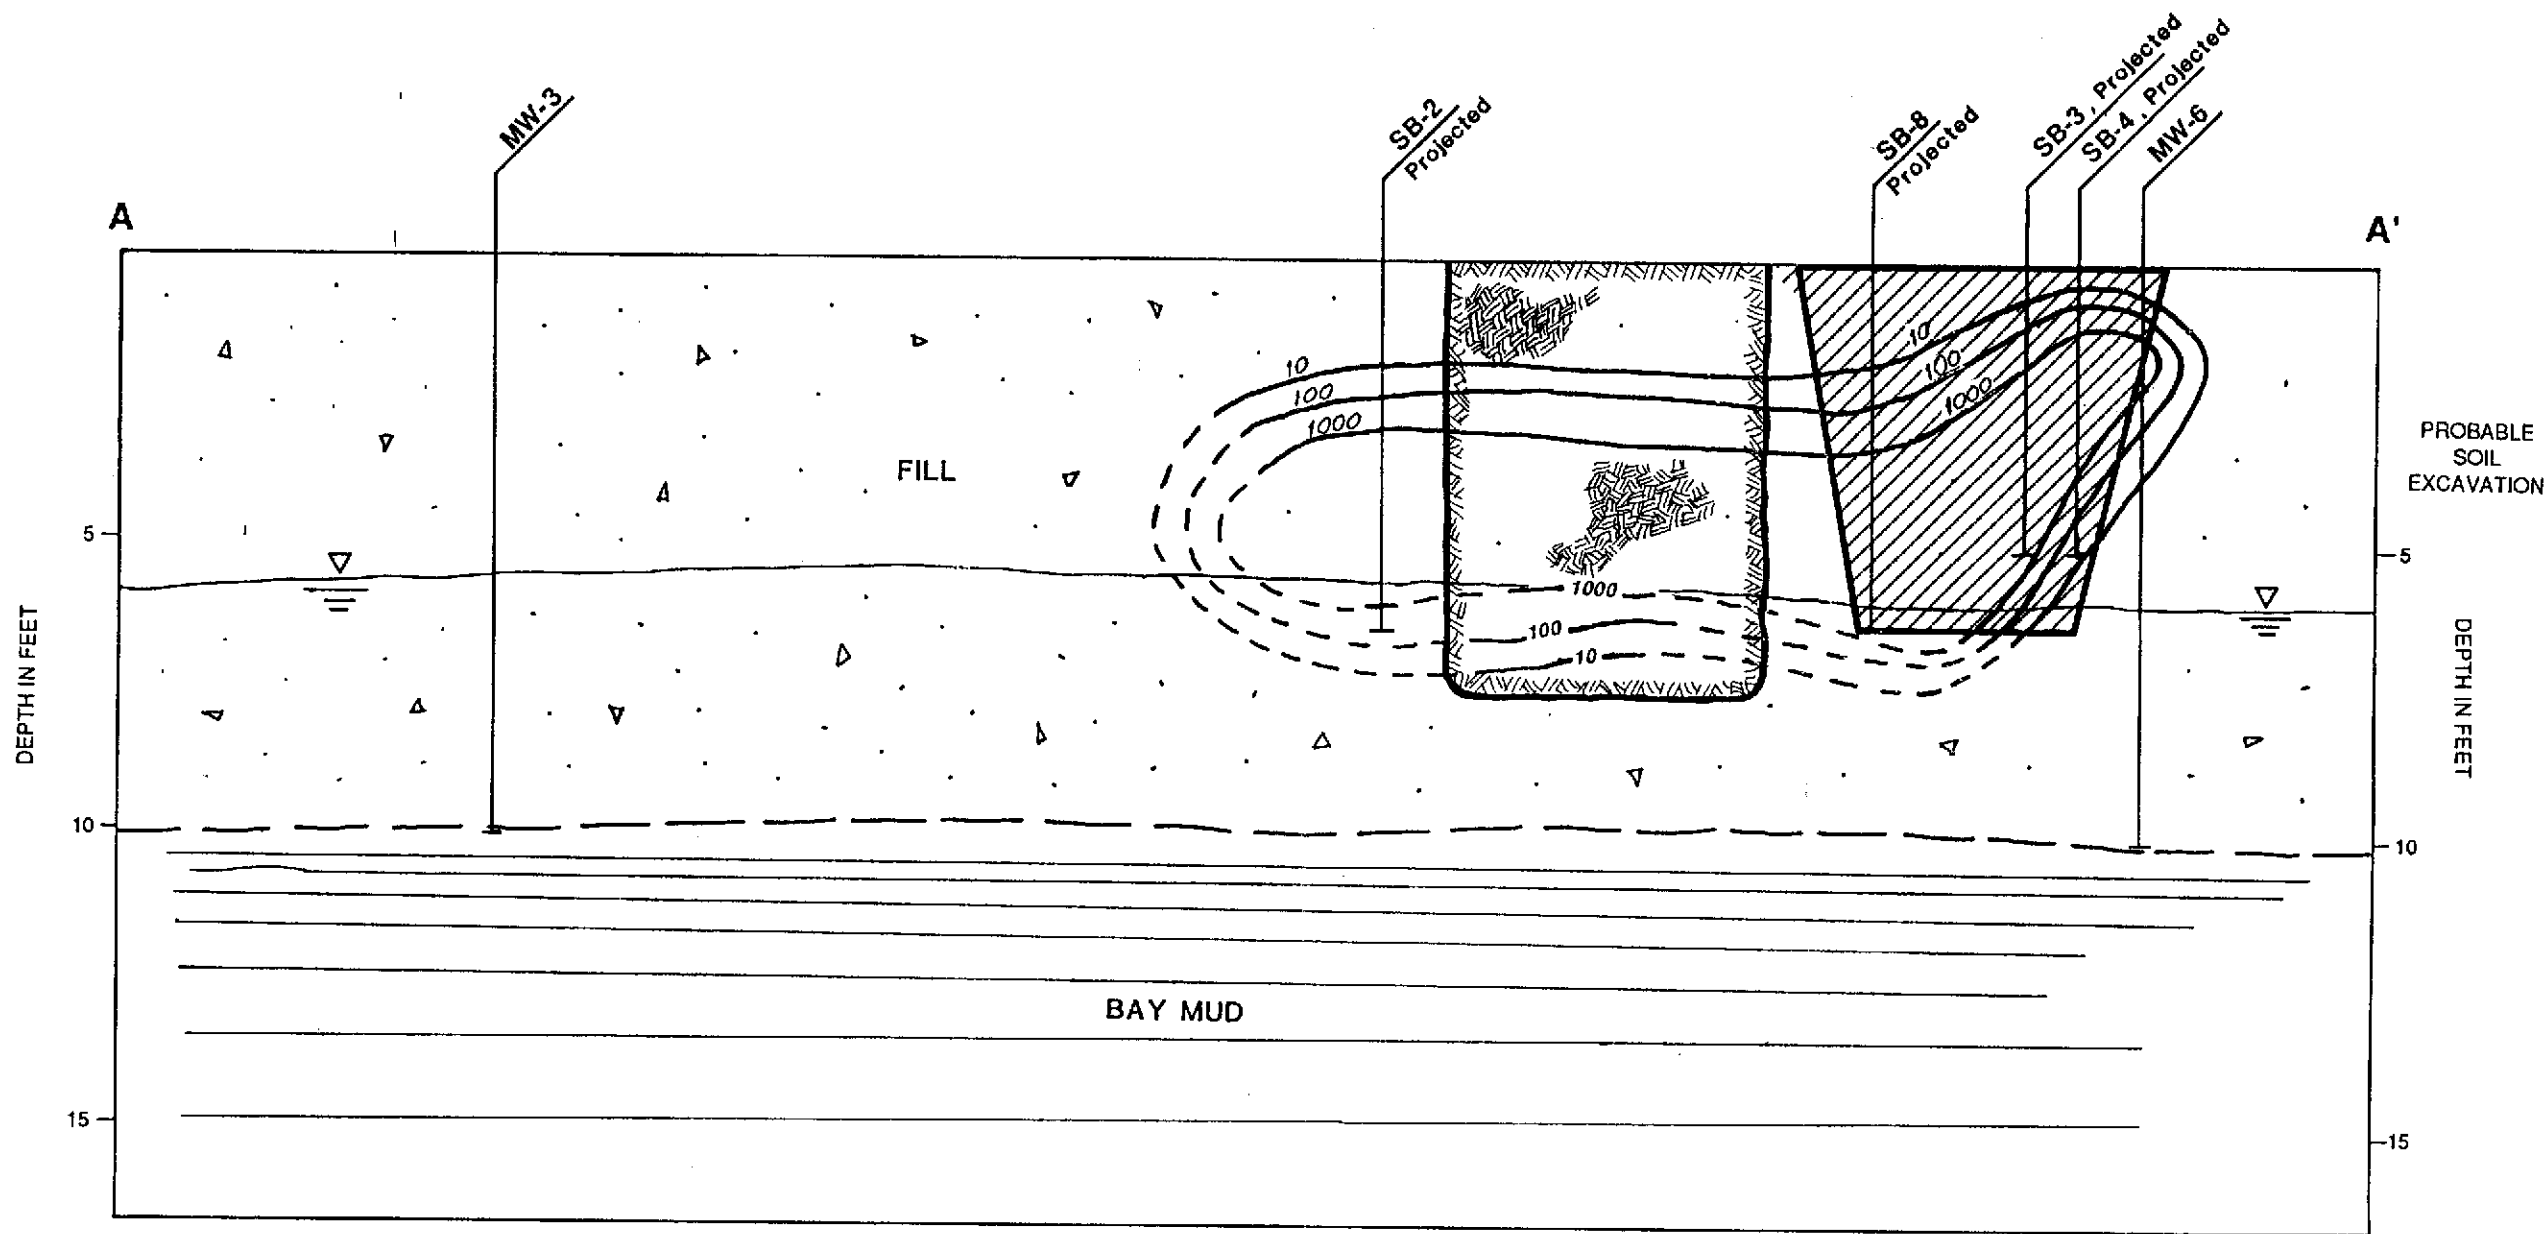 MW-3
SB-2
Projected
SB-8
Projected
SB-3, Projected
SB-4, Projected
MW-6
A
A'
10
100
1000
10
100
1000
FILL
PROBABLE
SOIL
EXCAVATION
5
5
1000
100
10
DEPTH IN FEET
DEPTH IN FEET
10
10
BAY MUD
15
15